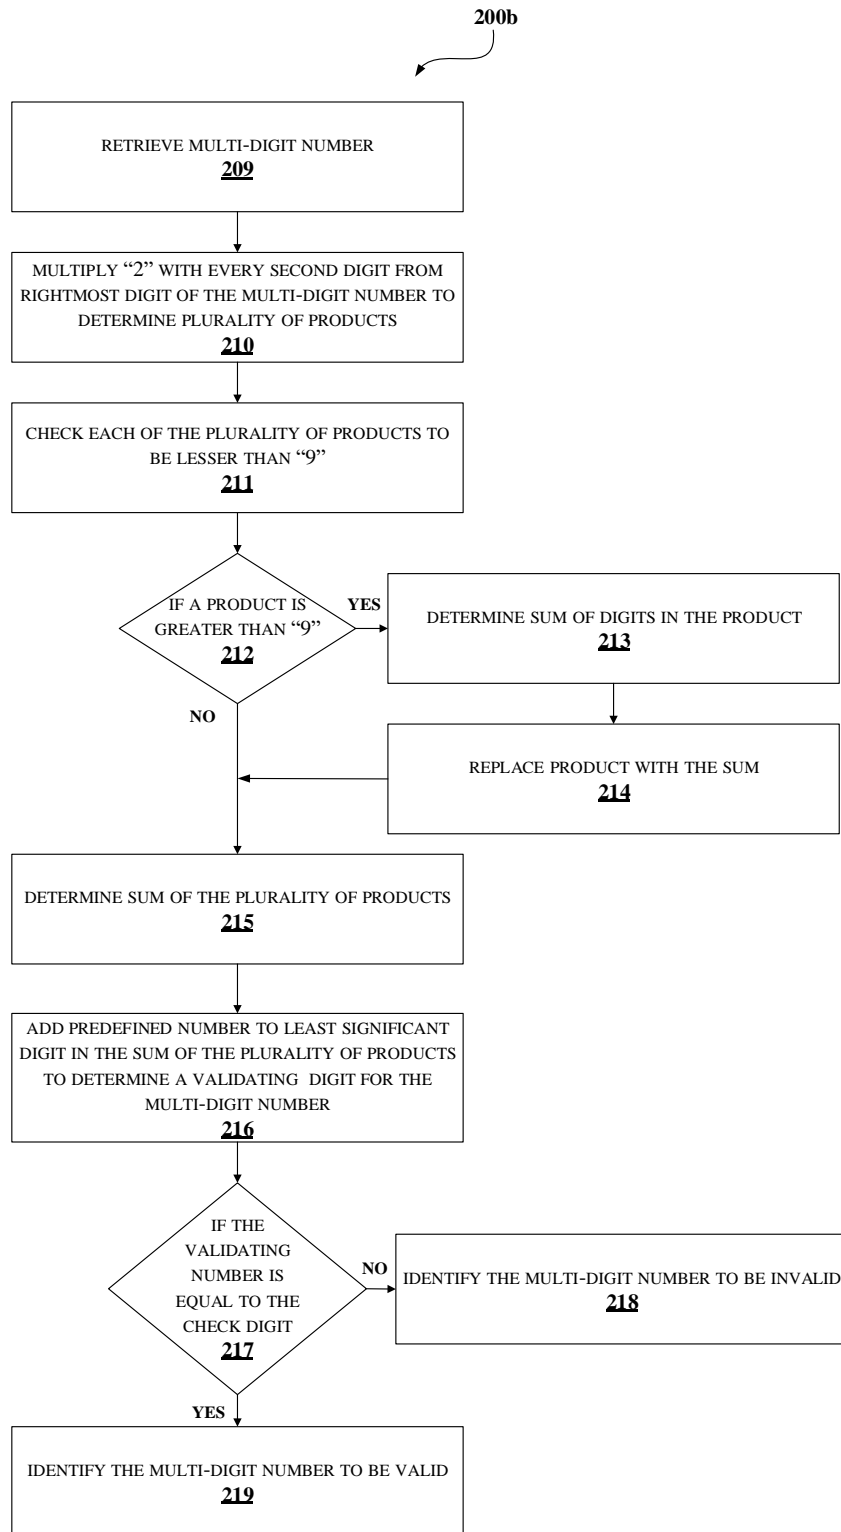 200b
RETRIEVE MULTI-DIGIT NUMBER
209
MULTIPLY “2” WITH EVERY SECOND DIGIT FROM
RIGHTMOST DIGIT OF THE MULTI-DIGIT NUMBER TO
DETERMINE PLURALITY OF PRODUCTS
210
CHECK EACH OF THE PLURALITY OF PRODUCTS TO
BE LESSER THAN “9”
211
IF A PRODUCT IS
GREATER THAN “9”
212
YES
DETERMINE SUM OF DIGITS IN THE PRODUCT
213
NO
REPLACE PRODUCT WITH THE SUM
214
DETERMINE SUM OF THE PLURALITY OF PRODUCTS
215
ADD PREDEFINED NUMBER TO LEAST SIGNIFICANT
DIGIT IN THE SUM OF THE PLURALITY OF PRODUCTS
TO DETERMINE A VALIDATING DIGIT FOR THE
MULTI-DIGIT NUMBER
216
IF THE
VALIDATING
NUMBER IS
EQUAL TO THE
CHECK DIGIT
217
NO
IDENTIFY THE MULTI-DIGIT NUMBER TO BE INVALID
218
YES
IDENTIFY THE MULTI-DIGIT NUMBER TO BE VALID
219